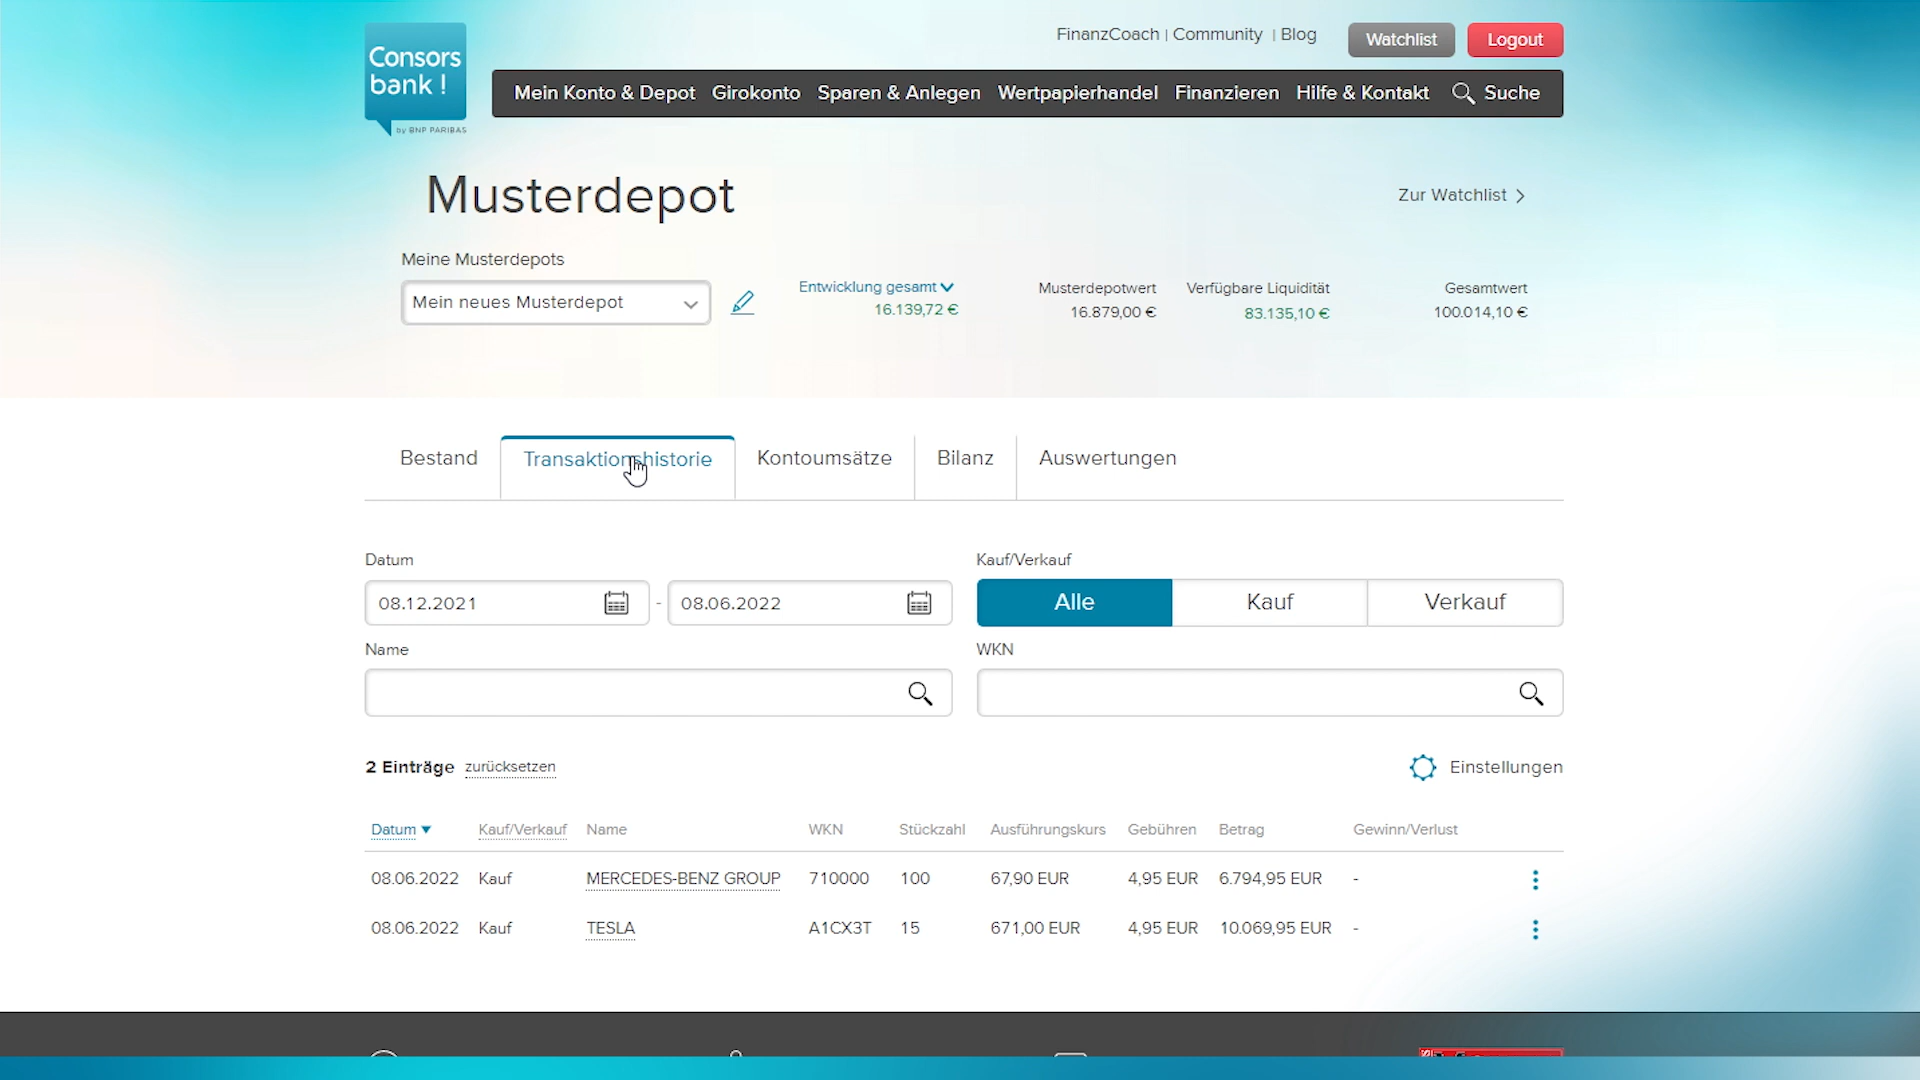 Consors
bank !
by BNP PARIBAS
FinanzCoach | Community | Blog
Watchlist
Logout
Mein Konto & Depot Girokonto Sparen & Anlegen Wertpapierhandel Finanzieren Hilfe & Kontakt Suche
Musterdepot
Zur Watchlist
Meine Musterdepots
Mein neues Musterdepot
Entwicklung gesamt
16.139,72 €
Musterdepotwert
16.879,00 €
Verfügbare Liquidität
83.135,10 €
Gesamtwert
100.014,10 €
Bestand Transaktionshistorie Kontoumsätze Bilanz Auswertungen
Datum
08.12.2021 - 08.06.2022
Kauf/Verkauf
Alle Kauf Verkauf
Name
WKN
2 Einträge zurücksetzen
Einstellungen
Datum Kauf/Verkauf Name WKN Stückzahl Ausführungskurs Gebühren Betrag Gewinn/Verlust
08.06.2022 Kauf MERCEDES-BENZ GROUP 710000 100 67,90 EUR 4,95 EUR 6.794,95 EUR -
08.06.2022 Kauf TESLA A1CX3T 15 671,00 EUR 4,95 EUR 10.069,95 EUR -